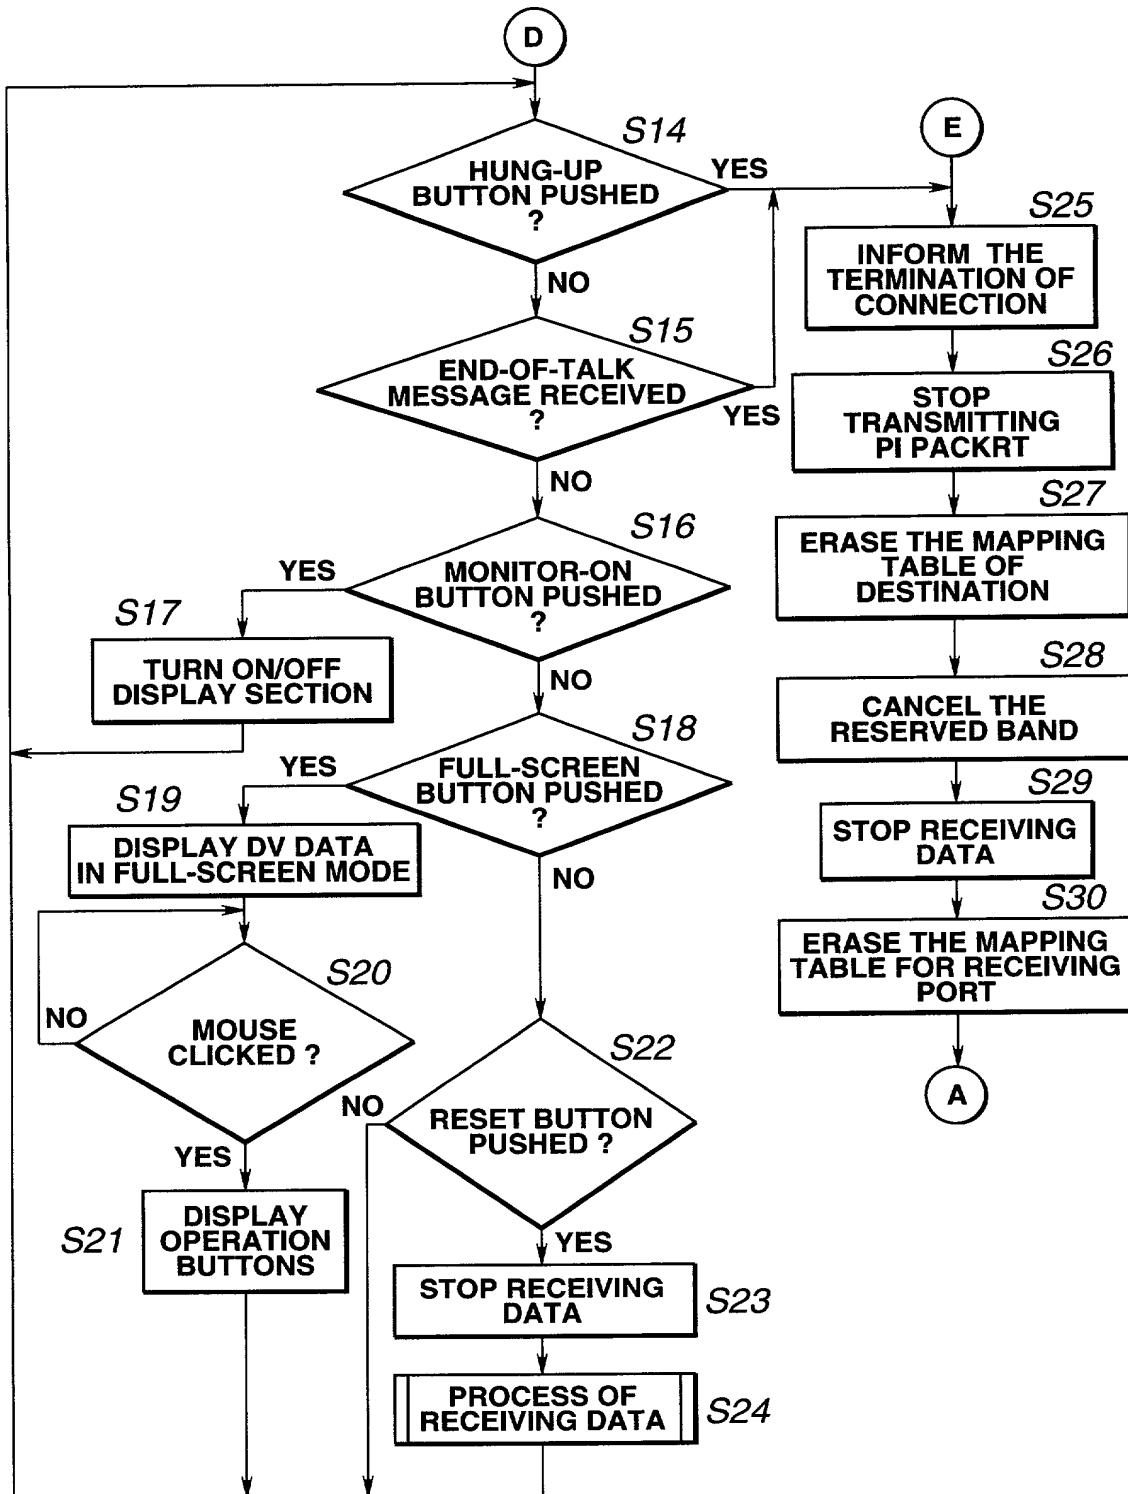 D
S14
HUNG-UP
BUTTON PUSHED
?
YES
NO
S15
END-OF-TALK
MESSAGE RECEIVED
?
YES
NO
S16
MONITOR-ON
BUTTON PUSHED
?
YES
NO
S17
TURN ON/OFF
DISPLAY SECTION
S18
FULL-SCREEN
BUTTON PUSHED
?
YES
NO
S19
DISPLAY DV DATA
IN FULL-SCREEN MODE
S20
MOUSE
CLICKED ?
NO
YES
S21
DISPLAY
OPERATION
BUTTONS
S22
RESET BUTTON
PUSHED ?
NO
YES
STOP RECEIVING
DATA
S23
PROCESS OF
RECEIVING DATA
S24
E
S25
INFORM THE
TERMINATION OF
CONNECTION
S26
STOP
TRANSMITTING
PI PACKRT
S27
ERASE THE MAPPING
TABLE OF
DESTINATION
S28
CANCEL THE
RESERVED BAND
S29
STOP RECEIVING
DATA
S30
ERASE THE MAPPING
TABLE FOR RECEIVING
PORT
A